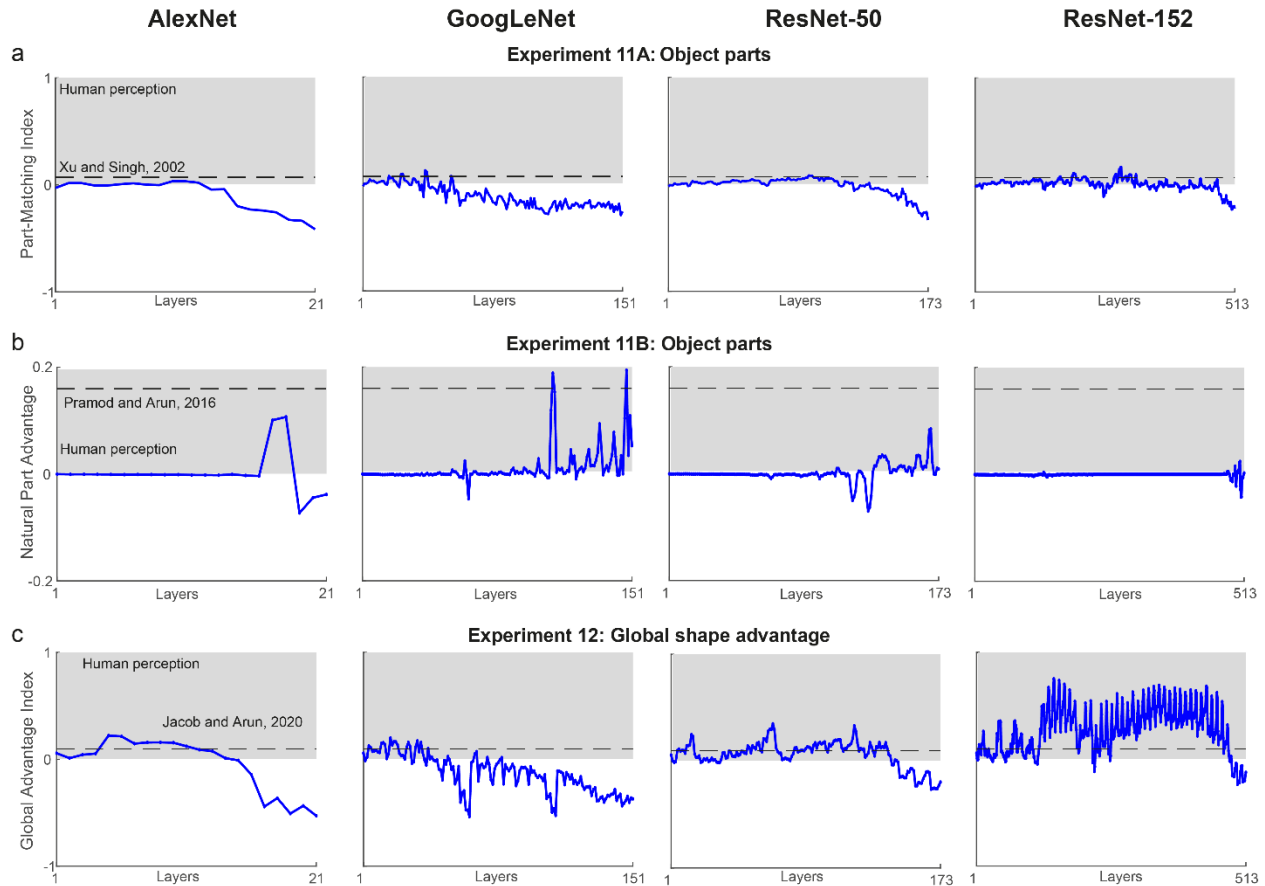 AlexNet GoogLeNet ResNet-50 ResNet-152
a
Experiment 11A: Object parts
Part-Matching Index
1
0
-1
Human perception
Xu and Singh, 2002
1 Layers 21
1 Layers 151
1 Layers 173
1 Layers 513
b
Experiment 11B: Object parts
Natural Part Advantage
0.2
0
-0.2
Pramod and Arun, 2016
Human perception
1 Layers 21
1 Layers 151
1 Layers 173
1 Layers 513
c
Experiment 12: Global shape advantage
Global Advantage Index
1
0
-1
Human perception
Jacob and Arun, 2020
1 Layers 21
1 Layers 151
1 Layers 173
1 Layers 513